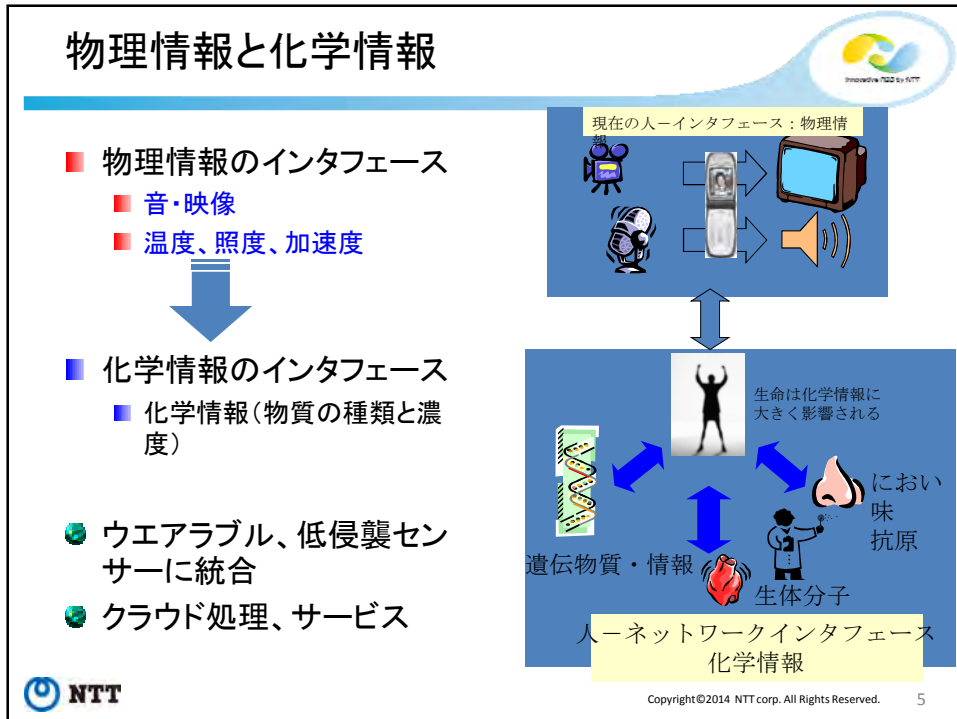 物理情報と化学情報
Innovative R&D by NTT
物理情報のインタフェース
音・映像
温度、照度、加速度
化学情報のインタフェース
化学情報（物質の種類と濃
度）
ウエアラブル、低侵襲セン
サーに統合
クラウド処理、サービス
現在の人－インタフェース：物理情
報
生命は化学情報に
大きく影響される
におい
味
抗原
遺伝物質・情報
生体分子
人－ネットワークインタフェース
化学情報
NTT
Copyright©2014 NTT corp. All Rights Reserved.
5